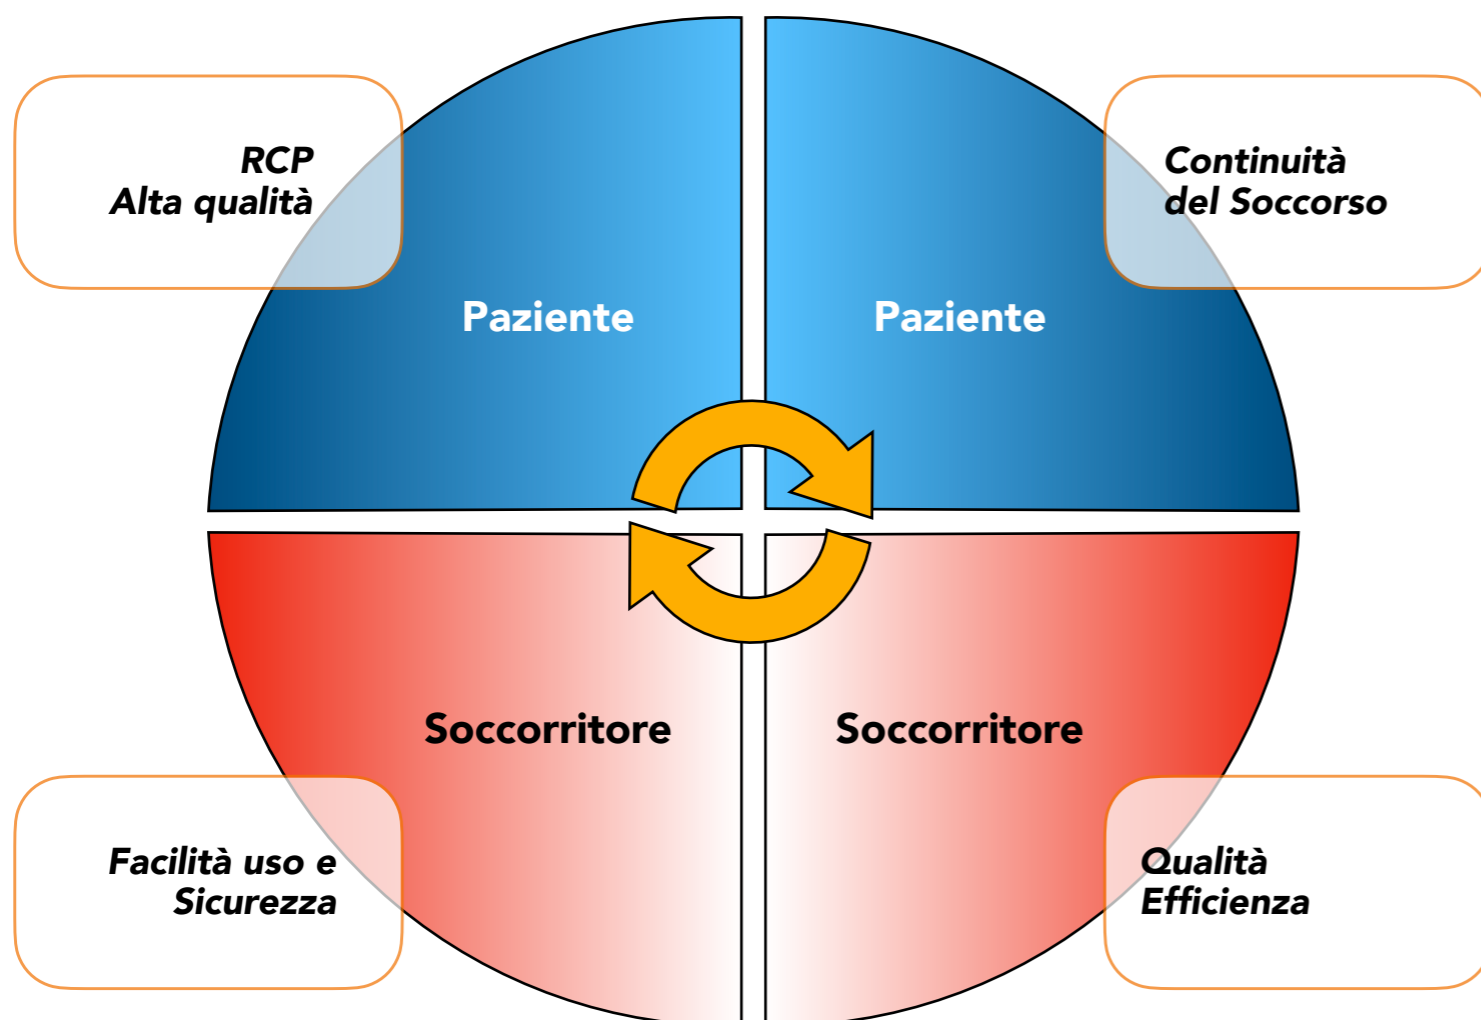 RCP
Alta qualità
Continuità
del Soccorso
Paziente
Paziente
Soccorritore
Soccorritore
Facilità uso e
Sicurezza
Qualità
Efficienza